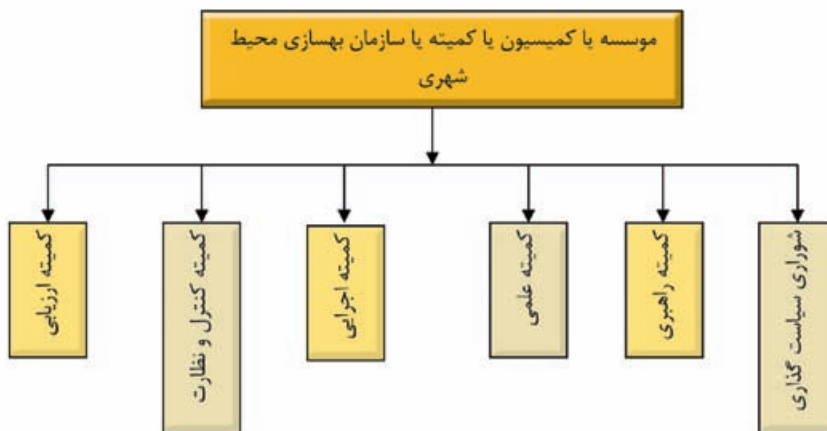 موسسه یا کمیسیون یا کمیته یا سازمان بهسازی محیط
شهری
شوراری سیاست گذاری
کمیته راهبری
کمیته علمی
کمیته اجرایی
کمیته کنترل و نظارت
کمیته ارزیابی